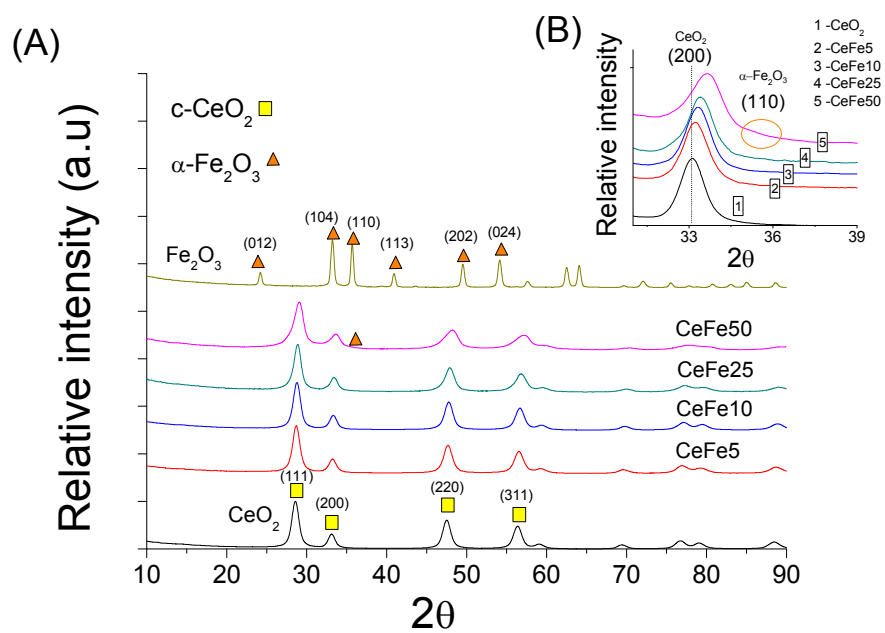 (A)
Relative intensity (a.u)
c-CeO₂
α-Fe₂O₃
Fe₂O₃
(012)
(104)
(110)
(113)
(202)
(024)
CeFe50
CeFe25
CeFe10
CeFe5
CeO₂
(111)
(200)
(220)
(311)
10 20 30 40 50 60 70 80 90
2θ
(B)
Relative intensity
CeO₂
(200)
α–Fe₂O₃
(110)
1 -CeO₂
2 -CeFe5
3 -CeFe10
4 -CeFe25
5 -CeFe50
5
4
3
2
1
33 36 39
2θ